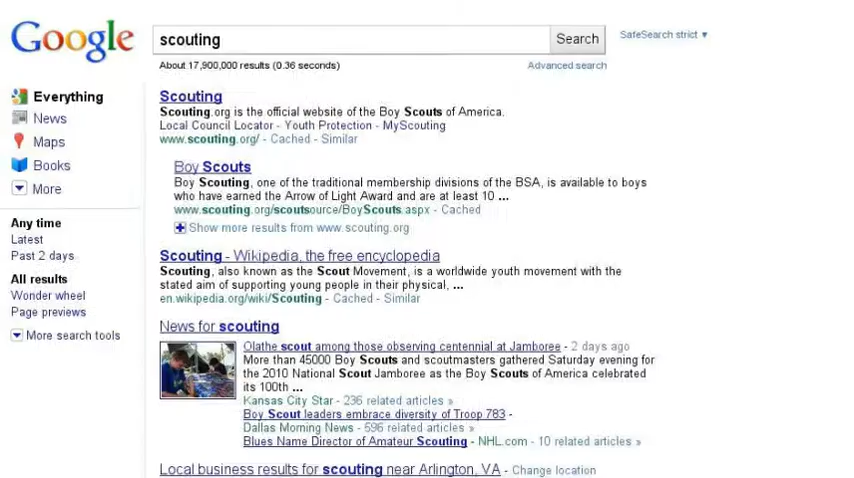 Google
scouting
Search
SafeSearch strict ▼
About 17,900,000 results (0.36 seconds)
Advanced search
Everything
News
Maps
Books
More
Any time
Latest
Past 2 days
All results
Wonder wheel
Page previews
More search tools
Scouting
Scouting.org is the official website of the Boy Scouts of America.
Local Council Locator - Youth Protection - MyScouting
www.scouting.org/ - Cached - Similar
Boy Scouts
Boy Scouting, one of the traditional membership divisions of the BSA, is available to boys
who have earned the Arrow of Light Award and are at least 10 ...
www.scouting.org/scoutsource/BoyScouts.aspx - Cached
Show more results from www.scouting.org
Scouting - Wikipedia, the free encyclopedia
Scouting, also known as the Scout Movement, is a worldwide youth movement with the
stated aim of supporting young people in their physical, ...
en.wikipedia.org/wiki/Scouting - Cached - Similar
News for scouting
Olathe scout among those observing centennial at Jamboree - 2 days ago
More than 45000 Boy Scouts and scoutmasters gathered Saturday evening for
the 2010 National Scout Jamboree as the Boy Scouts of America celebrated
its 100th ...
Kansas City Star - 236 related articles »
Boy Scout leaders embrace diversity of Troop 783 -
Dallas Morning News - 596 related articles »
Blues Name Director of Amateur Scouting - NHL.com - 10 related articles »
Local business results for scouting near Arlington, VA - Change location